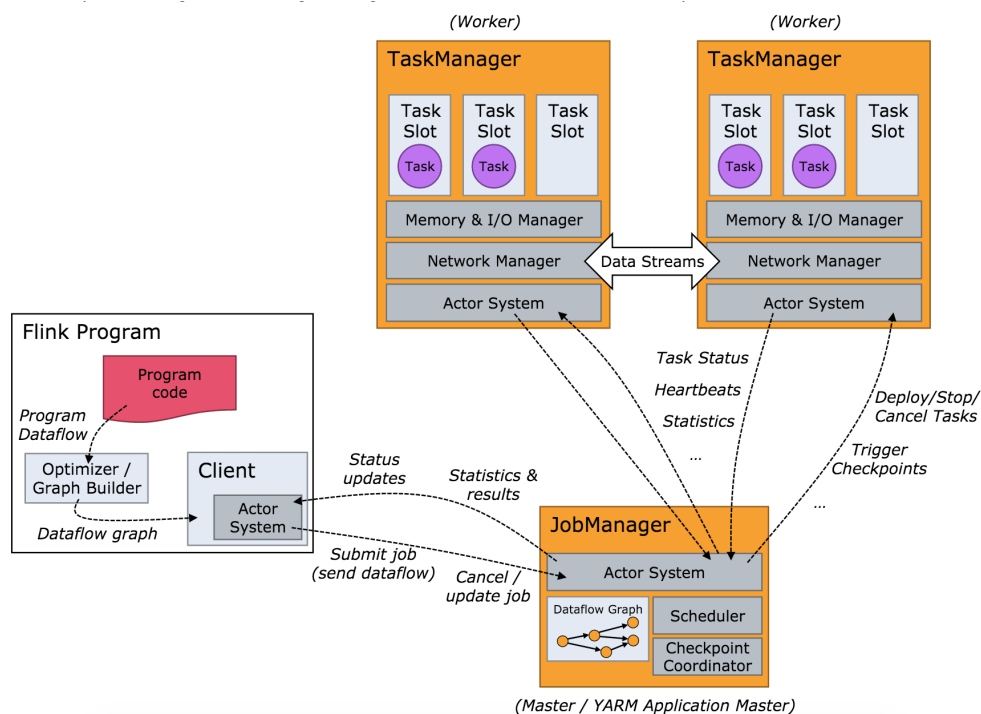 (Worker)
(Worker)
TaskManager
TaskManager
Task
Slot
Task
Task
Slot
Task
Task
Slot
Task
Slot
Task
Task
Slot
Task
Task
Slot
Memory & I/O Manager
Memory & I/O Manager
Network Manager
Data Streams
Network Manager
Actor System
Actor System
Flink Program
Program
code
Program
Dataflow
Optimizer /
Graph Builder
Dataflow graph
Client
Actor
System
Status
updates
Statistics &
results
Submit job
(send dataflow)
Cancel /
update job
Task Status
Heartbeats
Statistics
...
Deploy/Stop/
Cancel Tasks
Trigger
Checkpoints
...
JobManager
Actor System
Dataflow Graph
Scheduler
Checkpoint
Coordinator
(Master / YARM Application Master)